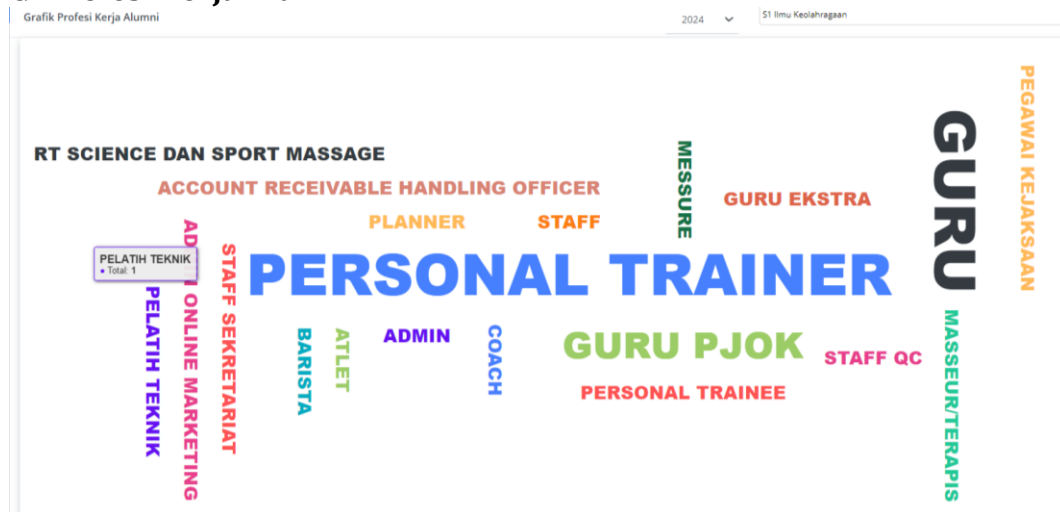 Grafik Profesi Kerja Alumni
2024
S1 Ilmu Keolahragaan
PEGAWAI KEJAKSAAN
GURU
RT SCIENCE DAN SPORT MASSAGE
MESSURE
ACCOUNT RECEIVABLE HANDLING OFFICER
GURU EKSTRA
PLANNER
STAFF
PELATIH TEKNIK
Total: 1
STAFF SEKRETARIAT
PERSONAL TRAINER
PELATIH TEKNIK
ONLINE MARKETING
BARISTA
ATLET
ADMIN
COACH
GURU PJOK
STAFF QC
MASSEUR/TERAPIS
PERSONAL TRAINEE